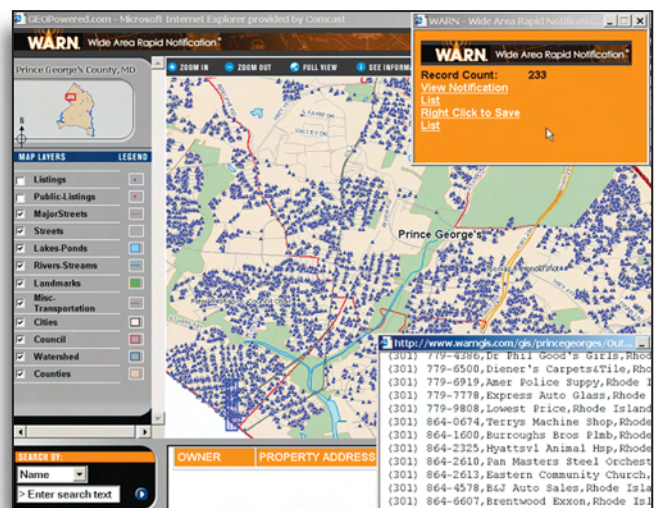 GEOPowered.com - Microsoft Internet Explorer provided by Comcast
WARN Wide Area Rapid Notification
Prince George's County, MD
ZOOM IN
ZOOM OUT
FULL VIEW
SEE INFORMA
N
MAP LAYERS LEGEND
Listings
Public-Listings
MajorStreets
Streets
Lakes-Ponds
Rivers-Streams
Landmarks
Misc-
Transportation
Cities
Council
Watershed
Counties
Prince George's
SEARCH BY:
Name
> Enter search text
OWNER PROPERTY ADDRESS
WARN - Wide Area Rapid Notificatio...
WARN Wide Area Rapid Notification
Record Count: 233
View Notification
List
Right Click to Save
List
http://www.warngis.com/gis/princegeorges/Out...
(301) 779-4386,Dr Phil Good's Girls,Rhod
(301) 779-6500,Diener's Carpets&Tile,Rho
(301) 779-6919,Amer Police Suppy,Rhode I
(301) 779-7778,Express Auto Glass,Rhode
(301) 779-9808,Lowest Price,Rhode Island
(301) 864-0674,Terrys Machine Shop,Rhode
(301) 864-1600,Burroughs Bros Plmb,Rhode
(301) 864-2325,Hyattsvl Animal Hsp,Rhode
(301) 864-2610,Pan Masters Steel Orchest
(301) 864-2613,Eastern Community Church,
(301) 864-4578,B&J Auto Sales,Rhode Isla
(301) 864-6607,Brentwood Exxon,Rhode Isl